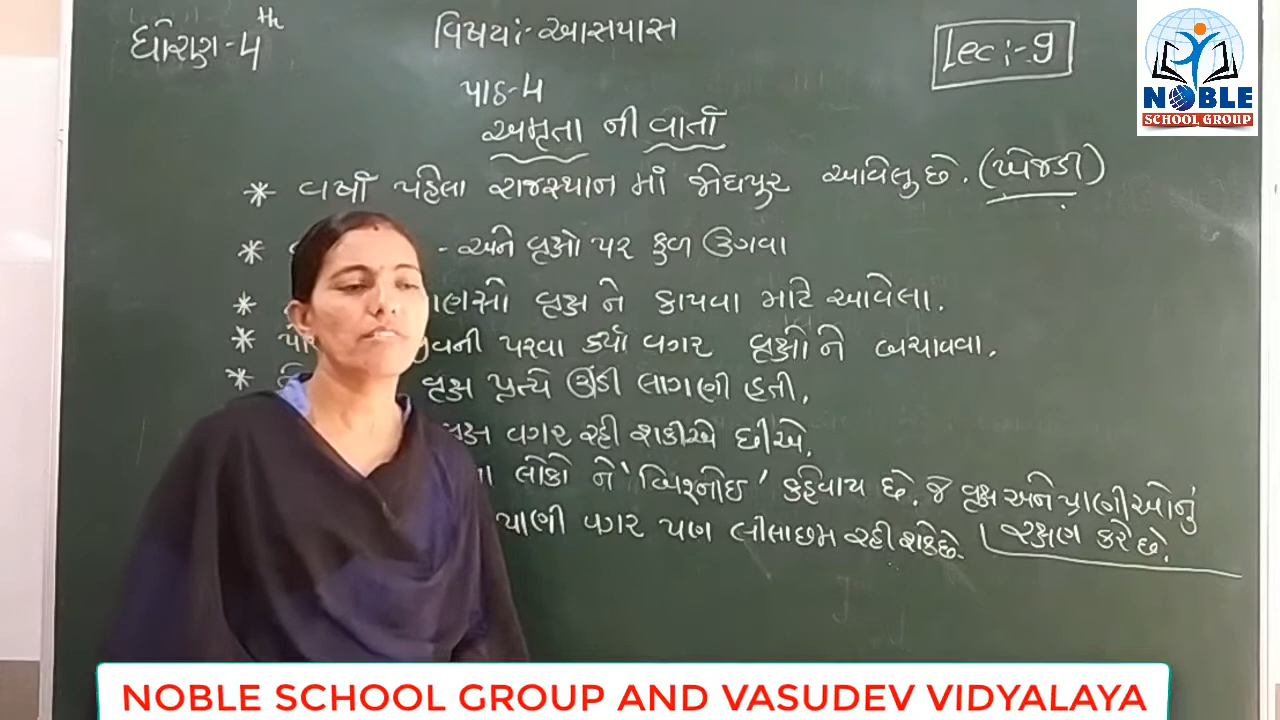 ધોરણ-4th
વિષય:-આસપાસ
Lec:-9
પાઠ-4
અમૃતા ની વાર્તા
* વર્ષો પહેલા રાજસ્થાન માં જોધપુર આવેલુ છે. (ખેજડી)
* - અને વૃક્ષો પર ફળ ઉગવા
* વૃક્ષ ને કાપવા માટે આવેલા.
* પરવા કર્યા વગર વૃક્ષો ને બચાવવા.
* વૃક્ષ પ્રત્યે ઊંડી લાગણી હતી.
વૃક્ષ વગર રહી શકીએ છીએ.
લોકો ને 'બિશ્નોઈ' કહેવાય છે. જે વૃક્ષ અને પ્રાણીઓનું
પાણી વગર પણ લીલાછમ રહી શકે છે. રક્ષણ કરે છે.
NOBLE
SCHOOL GROUP
NOBLE SCHOOL GROUP AND VASUDEV VIDYALAYA